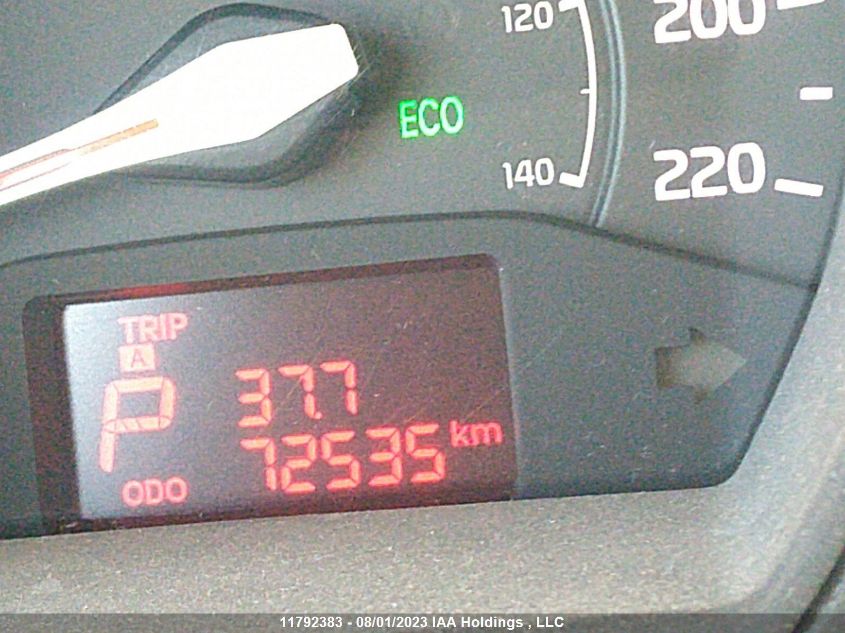 120
200
ECO
140
220
TRIP
A
P 37.7
72535 km
ODO
11792383 - 08/01/2023 IAA Holdings , LLC